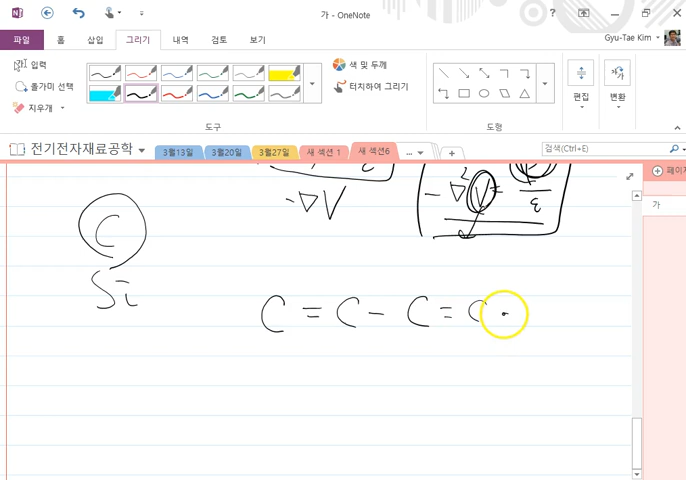 가 - OneNote
Gyu-Tae Kim
파일 홈 삽입 그리기 내역 검토 보기
입력
올가미 선택
지우개
색 및 두께
터치하여 그리기
편집
변환
도구
도형
전기전자재료공학
3월13일 3월20일 3월27일 새 섹션 1 새 섹션6
검색(Ctrl+E)
페이지
가
-∇V
-∇²V = ε
C
Si
C = C - C = C